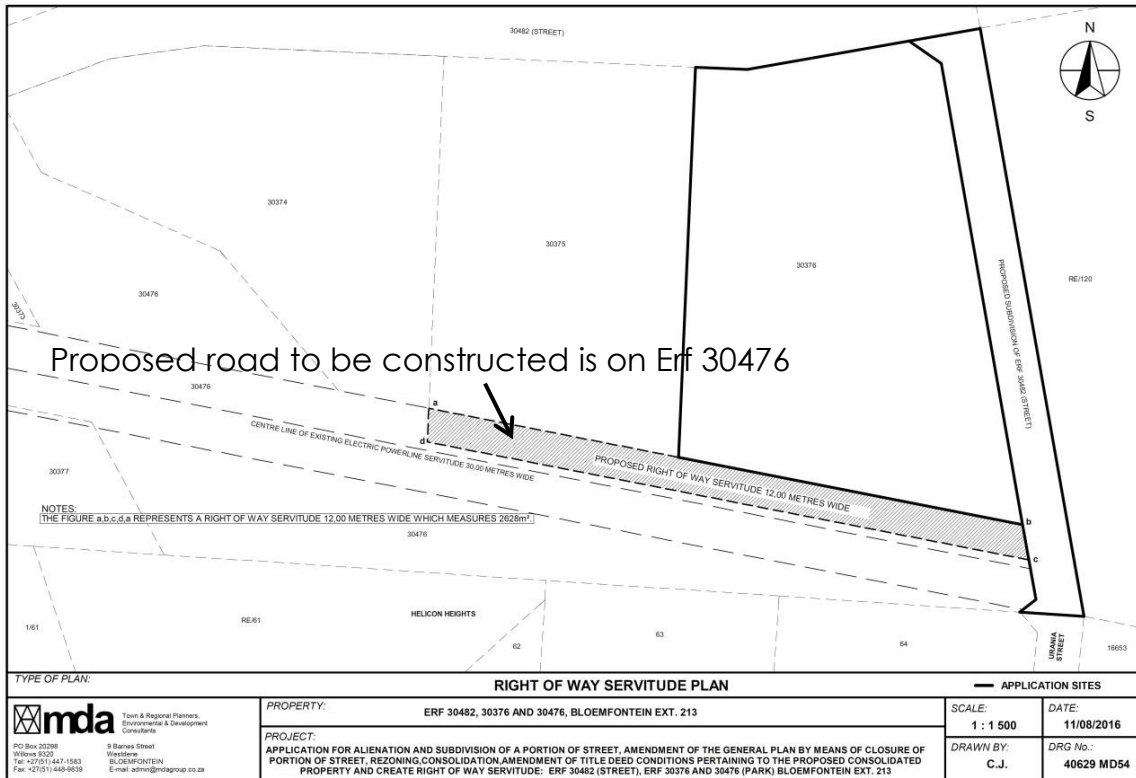 30482 (STREET)
N
S
30374
30375
30376
RE/120
PROPOSED SUBDIVISION OF ERF 30482 (STREET)
30476
30373
Proposed road to be constructed is on Erf 30476
30476
a
d
CENTRE LINE OF EXISTING ELECTRIC POWERLINE SERVITUDE 30,00 METRES WIDE
PROPOSED RIGHT OF WAY SERVITUDE 12,00 METRES WIDE
b
c
30377
NOTES:
THE FIGURE a,b,c,d,a REPRESENTS A RIGHT OF WAY SERVITUDE 12,00 METRES WIDE WHICH MEASURES 2628m².
30476
1/61
RE/61
HELICON HEIGHTS
62
63
64
URANIA
STREET
16653
TYPE OF PLAN:
RIGHT OF WAY SERVITUDE PLAN
APPLICATION SITES
mda
Town & Regional Planners,
Environmental & Development
Consultants
PO Box 20298
Willows 9320
Tel: +27(51) 447-1583
Fax: +27(51) 448-9839
9 Barnes Street
Westdene
BLOEMFONTEIN
E-mail: admin@mdagroup.co.za
PROPERTY:
ERF 30482, 30376 AND 30476, BLOEMFONTEIN EXT. 213
PROJECT:
APPLICATION FOR ALIENATION AND SUBDIVISION OF A PORTION OF STREET, AMENDMENT OF THE GENERAL PLAN BY MEANS OF CLOSURE OF
PORTION OF STREET, REZONING,CONSOLIDATION,AMENDMENT OF TITLE DEED CONDITIONS PERTAINING TO THE PROPOSED CONSOLIDATED
PROPERTY AND CREATE RIGHT OF WAY SERVITUDE: ERF 30482 (STREET), ERF 30376 AND 30476 (PARK) BLOEMFONTEIN EXT. 213
SCALE:
1 : 1 500
DATE:
11/08/2016
DRAWN BY:
C.J.
DRG No.:
40629 MD54